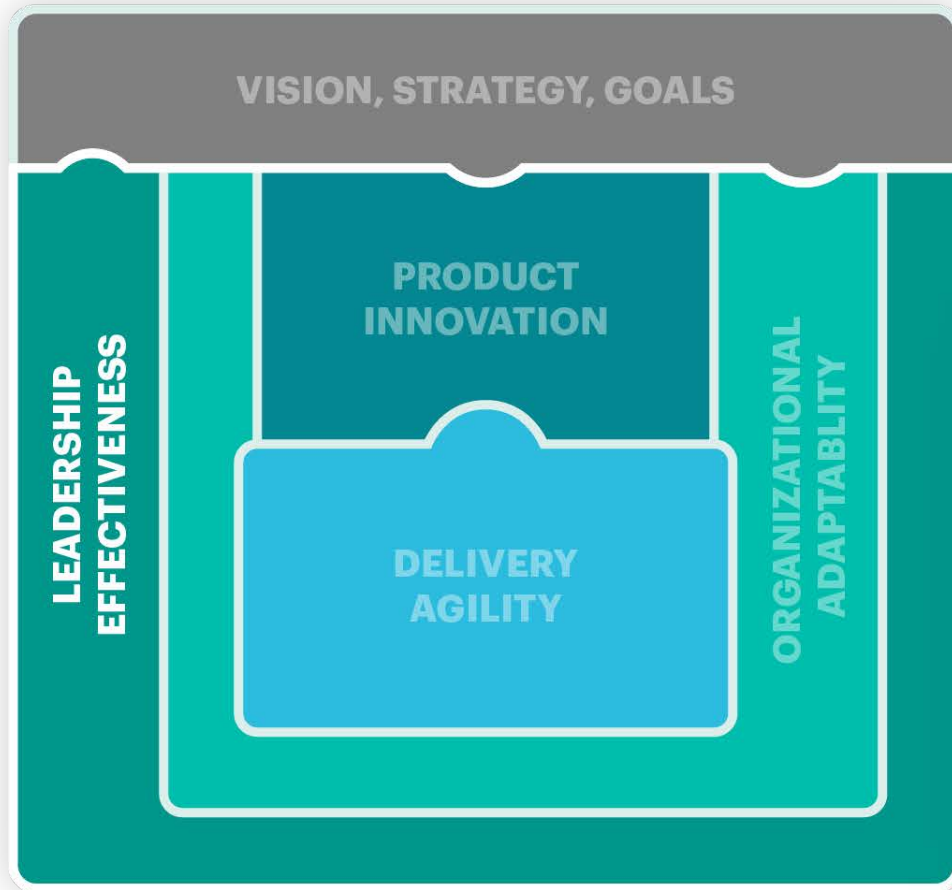 VISION, STRATEGY, GOALS
LEADERSHIP
EFFECTIVENESS
PRODUCT
INNOVATION
DELIVERY
AGILITY
ORGANIZATIONAL
ADAPTABLITY